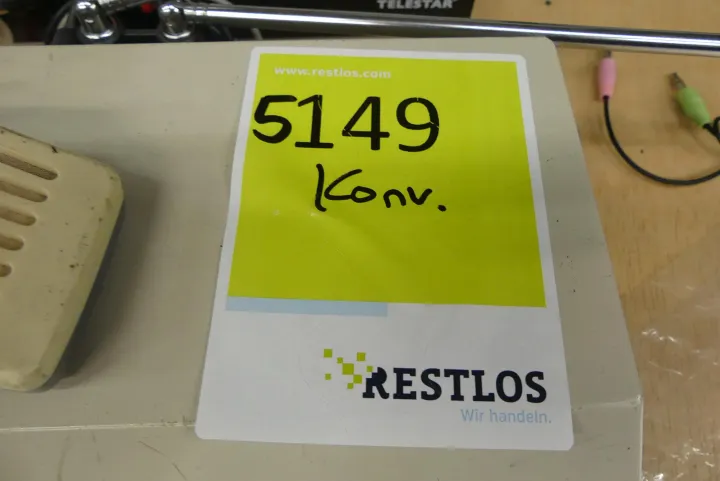 TELESTAR
www.restlos.com
5149
Konv.
RESTLOS
Wir handeln.